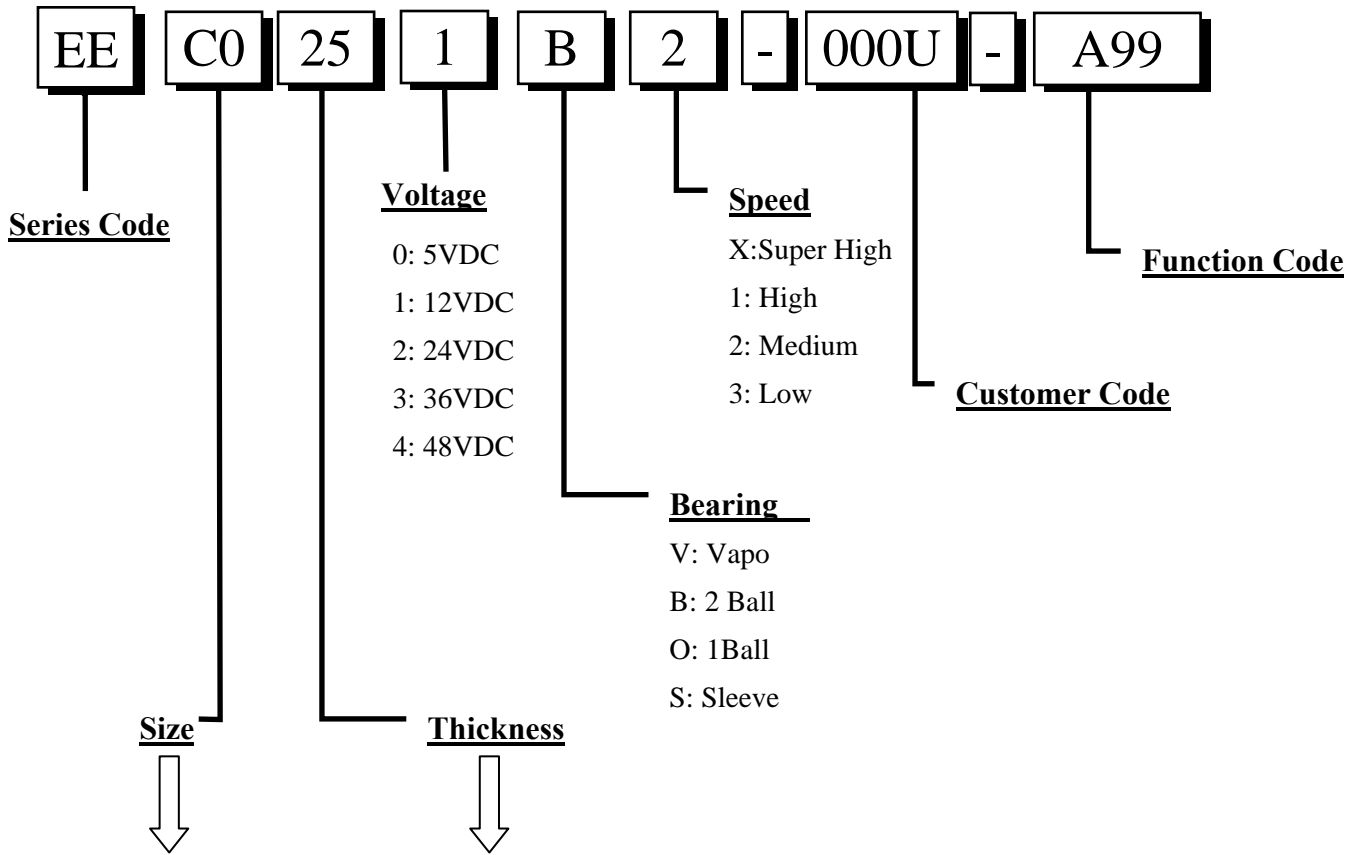 EE C0 25 1 B 2 - 000U - A99
Series Code
Voltage
0: 5VDC
1: 12VDC
2: 24VDC
3: 36VDC
4: 48VDC
Speed
X:Super High
1: High
2: Medium
3: Low
Function Code
Customer Code
Bearing
V: Vapo
B: 2 Ball
O: 1Ball
S: Sleeve
Size
Thickness